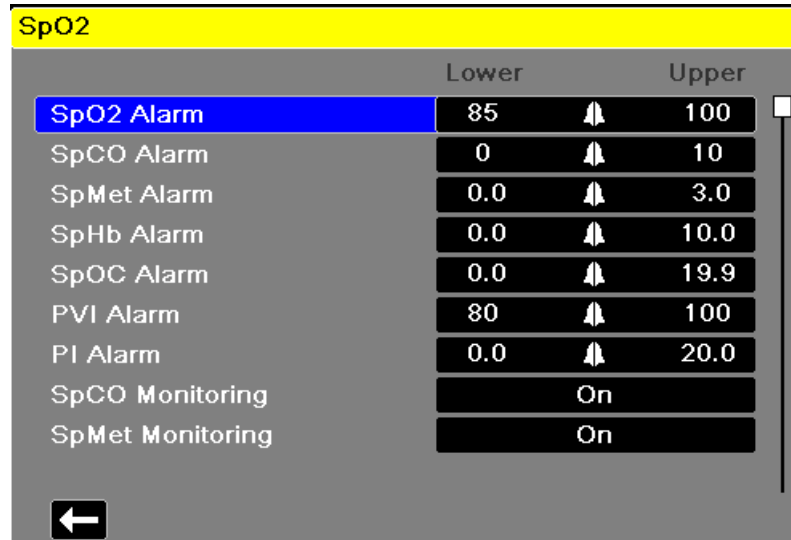 SpO2
Lower Upper
SpO2 Alarm 85 100
SpCO Alarm 0 10
SpMet Alarm 0.0 3.0
SpHb Alarm 0.0 10.0
SpOC Alarm 0.0 19.9
PVI Alarm 80 100
PI Alarm 0.0 20.0
SpCO Monitoring On
SpMet Monitoring On